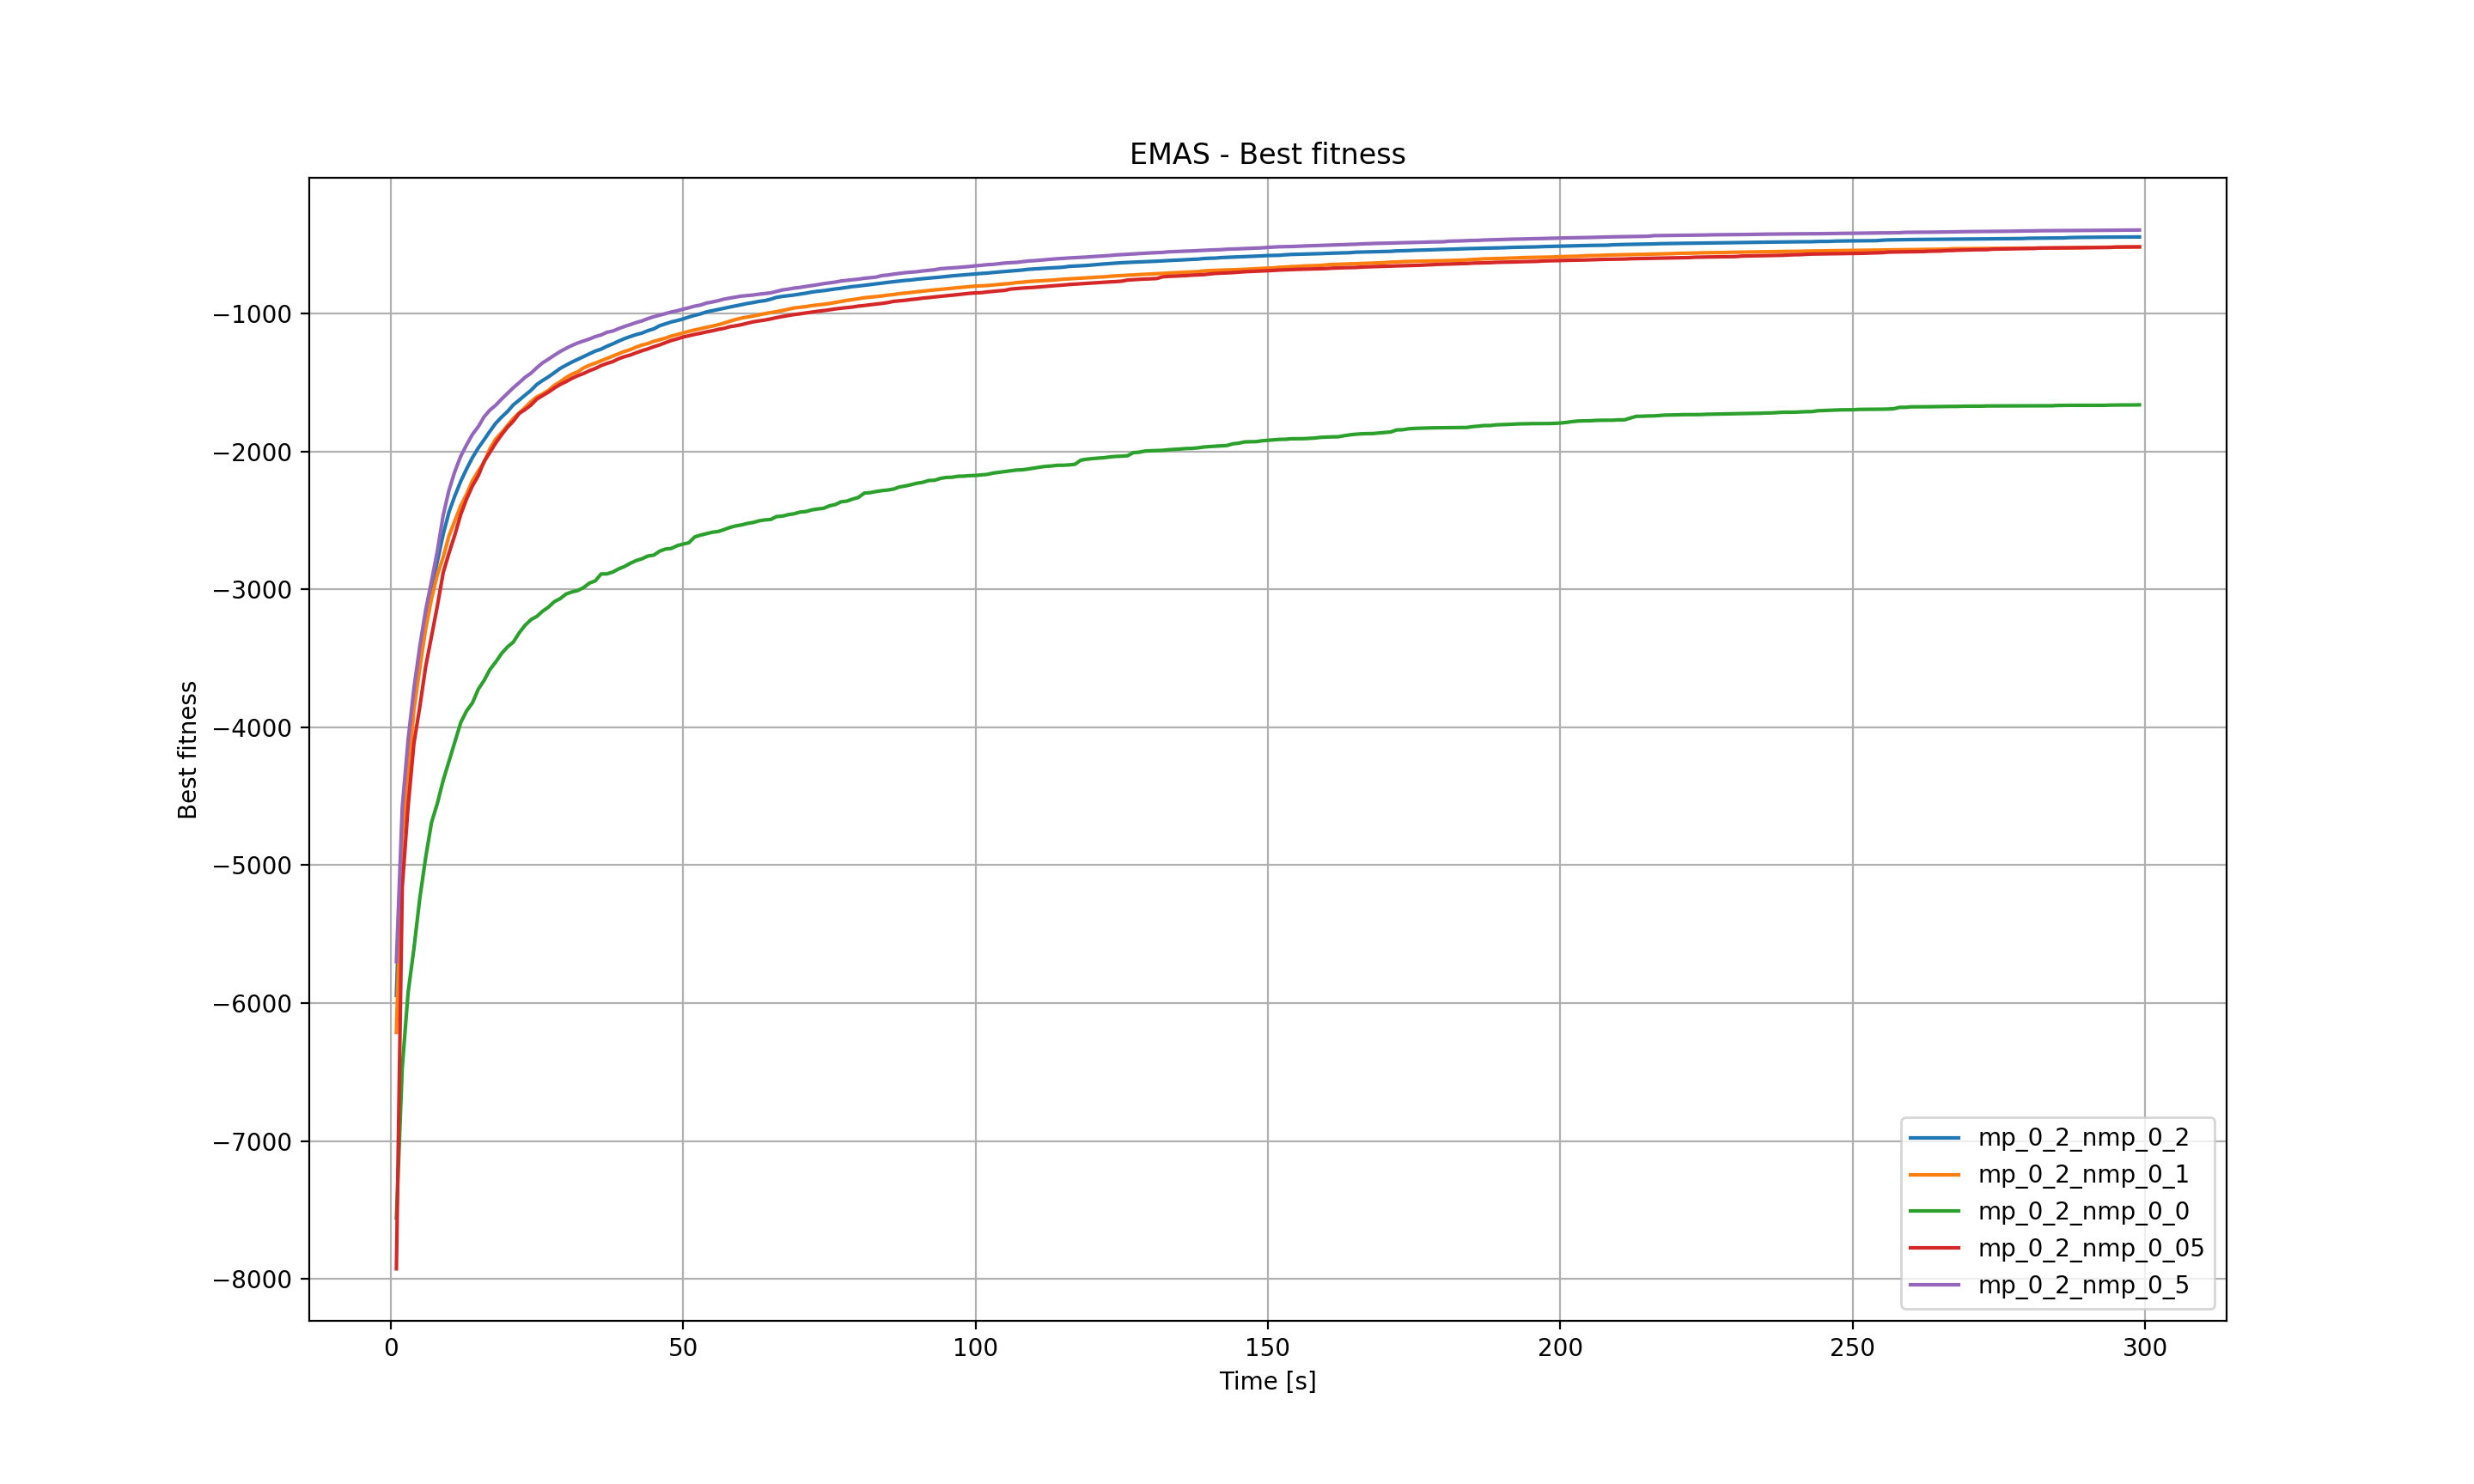 EMAS - Best fitness
Best fitness
−1000
−2000
−3000
−4000
−5000
−6000
−7000
−8000
mp_0_2_nmp_0_2
mp_0_2_nmp_0_1
mp_0_2_nmp_0_0
mp_0_2_nmp_0_05
mp_0_2_nmp_0_5
0 50 100 150 200 250 300
Time [s]